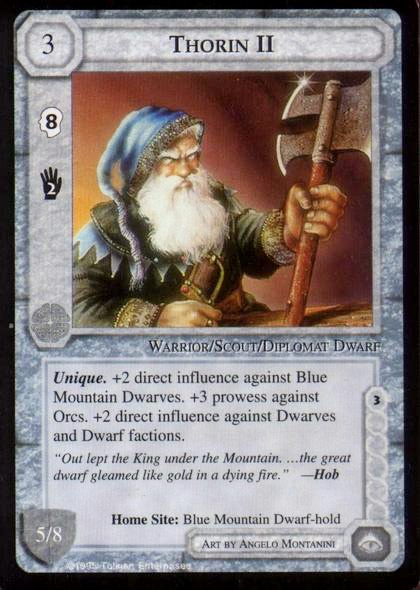 3
THORIN II
8
2
WARRIOR/SCOUT/DIPLOMAT DWARF
Unique. +2 direct influence against Blue
Mountain Dwarves. +3 prowess against
Orcs. +2 direct influence against Dwarves
and Dwarf factions.
3
"Out lept the King under the Mountain. ...the great
dwarf gleamed like gold in a dying fire." —Hob
Home Site: Blue Mountain Dwarf-hold
5/8
ART BY ANGELO MONTANINI
©1995 Tolkien Enterprises